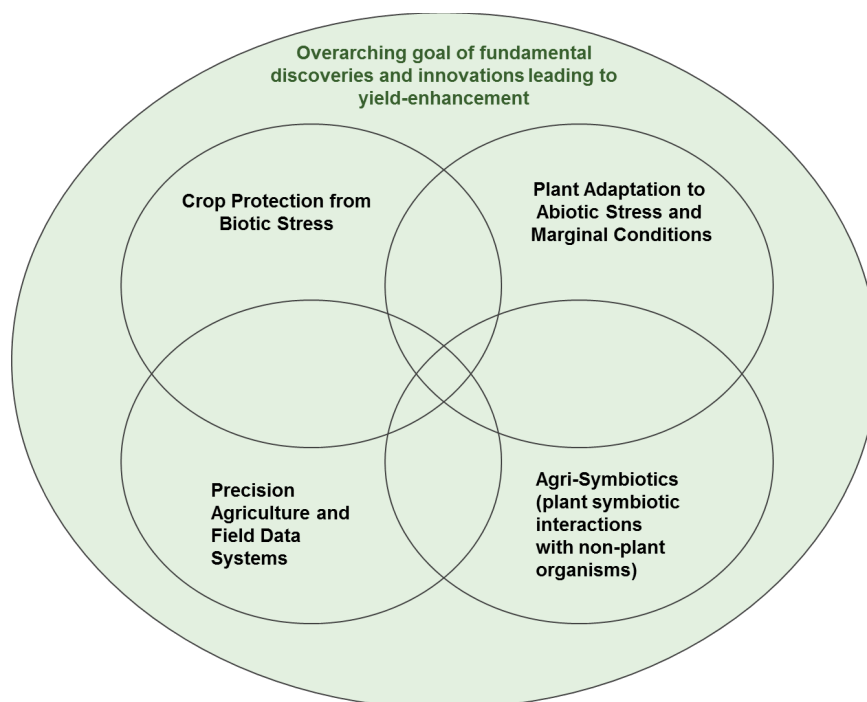 Overarching goal of fundamental
discoveries and innovations leading to
yield-enhancement
Crop Protection from
Biotic Stress
Plant Adaptation to
Abiotic Stress and
Marginal Conditions
Precision
Agriculture and
Field Data
Systems
Agri-Symbiotics
(plant symbiotic
interactions
with non-plant
organisms)